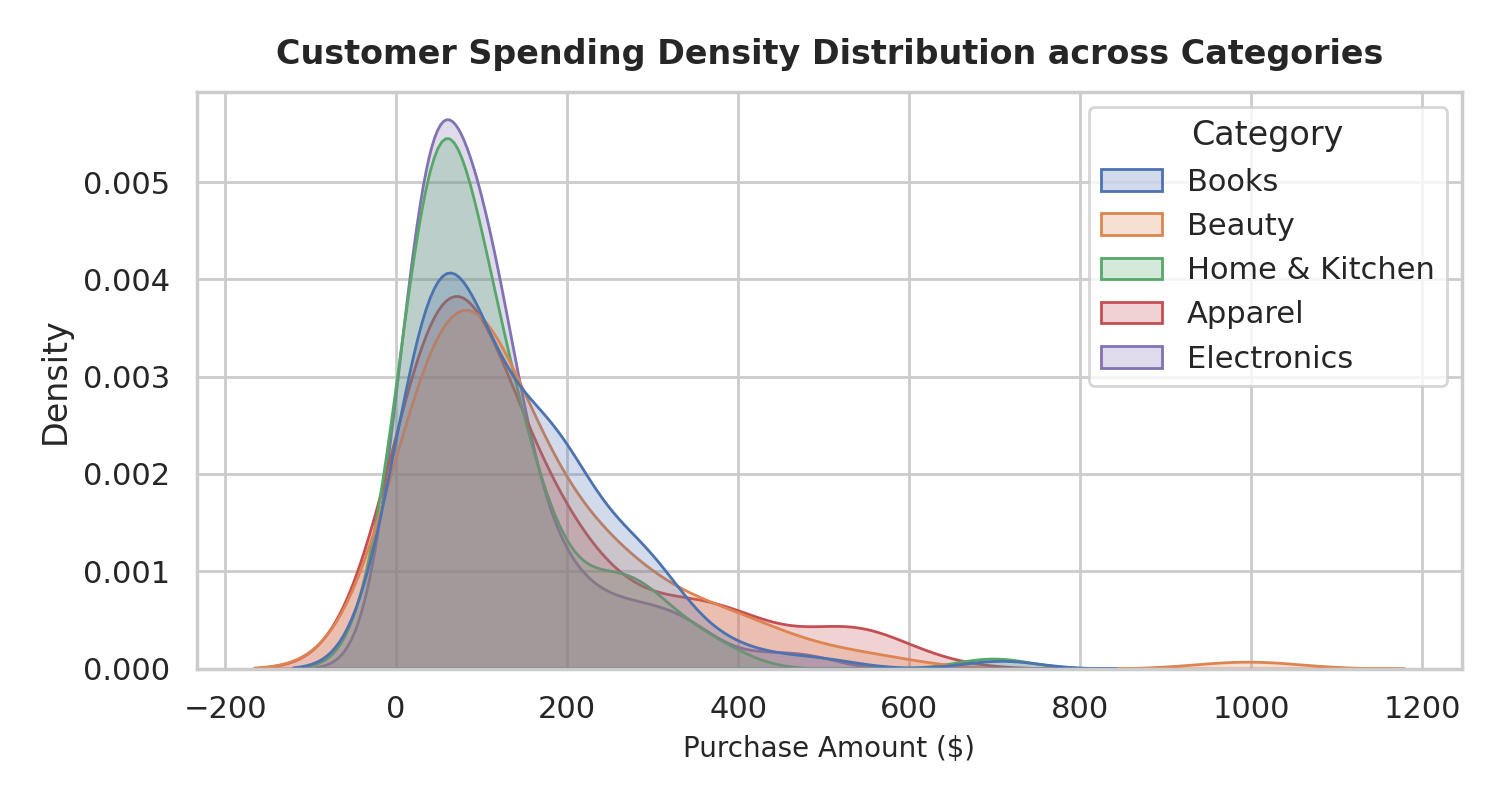 Customer Spending Density Distribution across Categories
Category
Books
Beauty
Home & Kitchen
Apparel
Electronics
Density
0.005
0.004
0.003
0.002
0.001
0.000
−200 0 200 400 600 800 1000 1200
Purchase Amount ($)